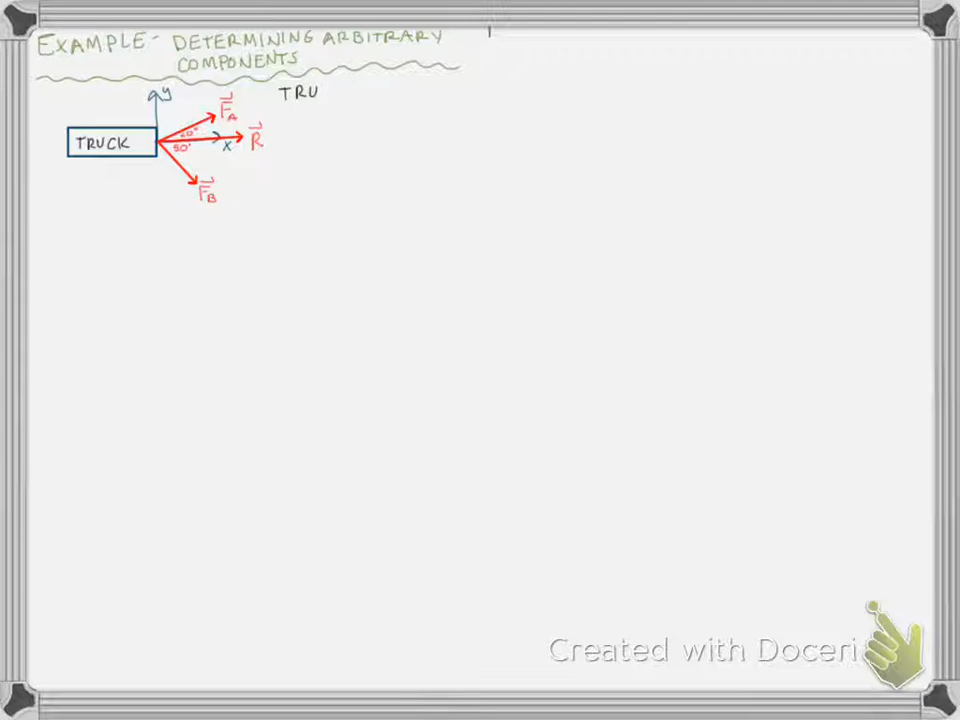 EXAMPLE - DETERMINING ARBITRARY
COMPONENTS
TRU
y
F_A
20°
TRUCK
50°
x
R
F_B
Created with Doceri